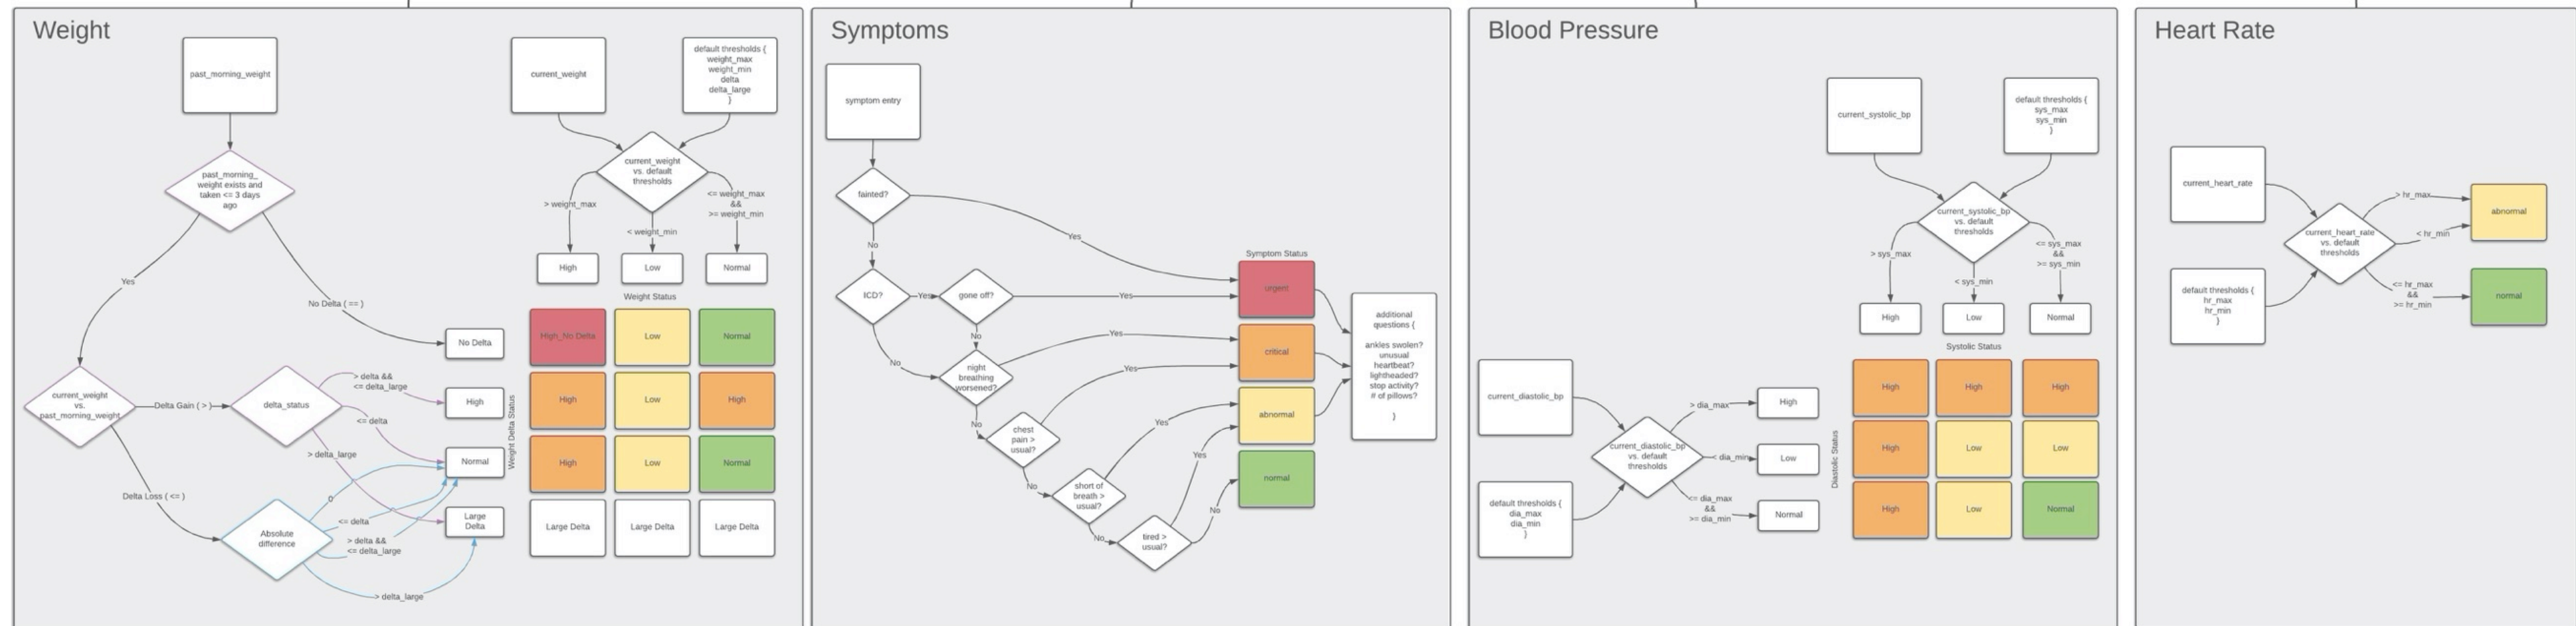 Weight
past_morning_weight
current_weight
default thresholds {
weight_max
weight_min
delta
delta_large
}
past_morning_
weight exists and
taken <= 3 days
ago
current_weight
vs. default
thresholds
> weight_max
< weight_min
<= weight_max
&&
>= weight_min
High
Low
Normal
Yes
No Delta ( == )
Weight Status
No Delta
High
Normal
Large
Delta
current_weight
vs.
past_morning_weight
Delta Gain ( > )
delta_status
> delta &&
<= delta_large
<= delta
> delta_large
Delta Loss ( <= )
Absolute
difference
0
<= delta
> delta &&
<= delta_large
> delta_large
Weight Delta Status
High_No Delta
Low
Normal
High
Low
High
High
Low
Normal
Large Delta
Large Delta
Large Delta
Symptoms
symptom entry
fainted?
Yes
No
ICD?
Yes
gone off?
Yes
No
No
night
breathing
worsened?
Yes
No
chest
pain >
usual?
Yes
No
short of
breath >
usual?
Yes
No
tired >
usual?
Yes
No
Symptom Status
urgent
critical
abnormal
normal
additional
questions {
ankles swolen?
unusual
heartbeat?
lightheaded?
stop activity?
# of pillows?
}
Blood Pressure
current_systolic_bp
default thresholds {
sys_max
sys_min
}
current_systolic_bp
vs. default
thresholds
> sys_max
< sys_min
<= sys_max
&&
>= sys_min
High
Low
Normal
Systolic Status
current_diastolic_bp
default thresholds {
dia_max
dia_min
}
current_diastolic_bp
vs. default
thresholds
> dia_max
< dia_min
<= dia_max
&&
>= dia_min
High
Low
Normal
Diastolic Status
High
High
High
High
Low
Low
High
Low
Normal
Heart Rate
current_heart_rate
default thresholds {
hr_max
hr_min
}
current_heart_rate
vs. default
thresholds
> hr_max
< hr_min
<= hr_max
&&
>= hr_min
abnormal
normal